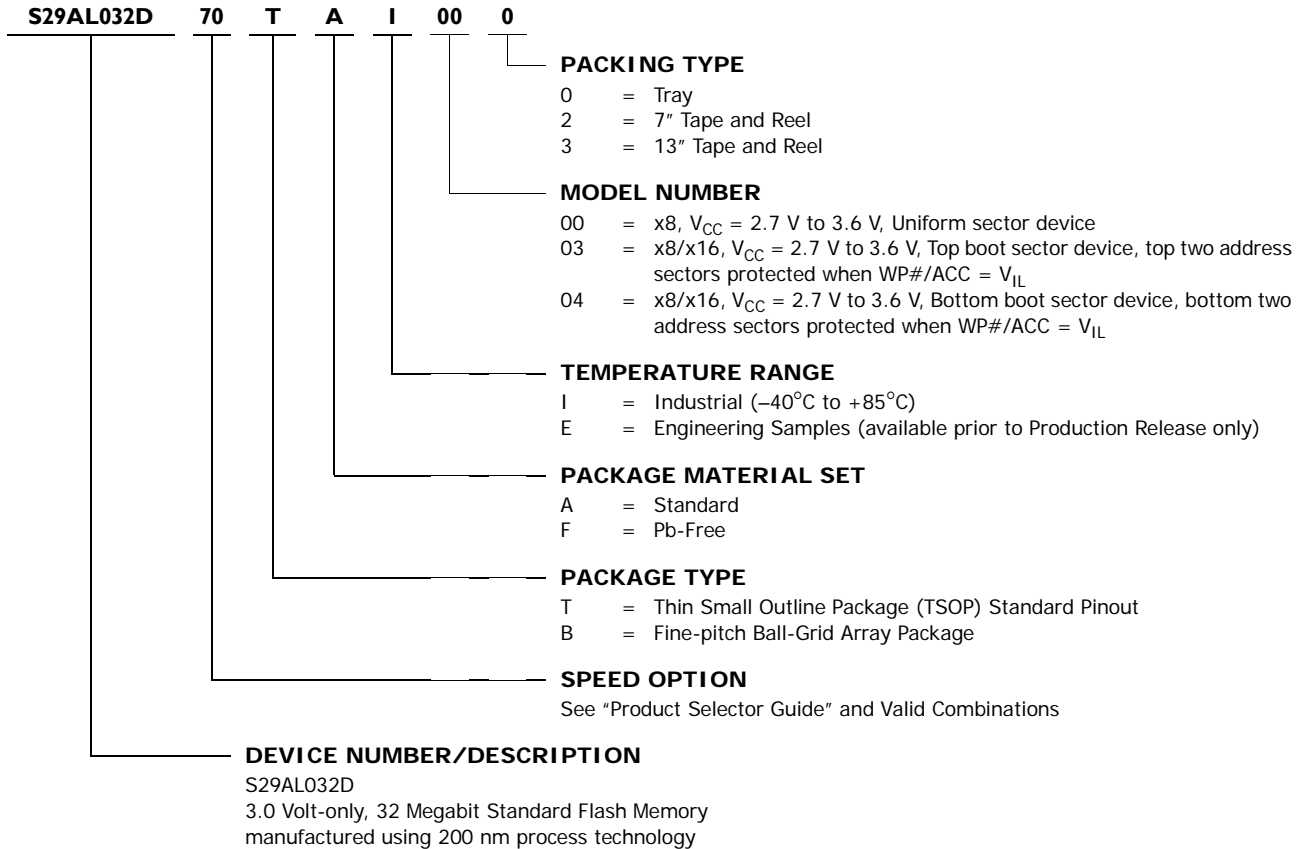 S29AL032D 70 T A I 00 0
PACKING TYPE
0 = Tray
2 = 7″ Tape and Reel
3 = 13″ Tape and Reel
MODEL NUMBER
00 = x8, VCC = 2.7 V to 3.6 V, Uniform sector device
03 = x8/x16, VCC = 2.7 V to 3.6 V, Top boot sector device, top two address
sectors protected when WP#/ACC = VIL
04 = x8/x16, VCC = 2.7 V to 3.6 V, Bottom boot sector device, bottom two
address sectors protected when WP#/ACC = VIL
TEMPERATURE RANGE
I = Industrial (–40°C to +85°C)
E = Engineering Samples (available prior to Production Release only)
PACKAGE MATERIAL SET
A = Standard
F = Pb-Free
PACKAGE TYPE
T = Thin Small Outline Package (TSOP) Standard Pinout
B = Fine-pitch Ball-Grid Array Package
SPEED OPTION
See “Product Selector Guide” and Valid Combinations
DEVICE NUMBER/DESCRIPTION
S29AL032D
3.0 Volt-only, 32 Megabit Standard Flash Memory
manufactured using 200 nm process technology